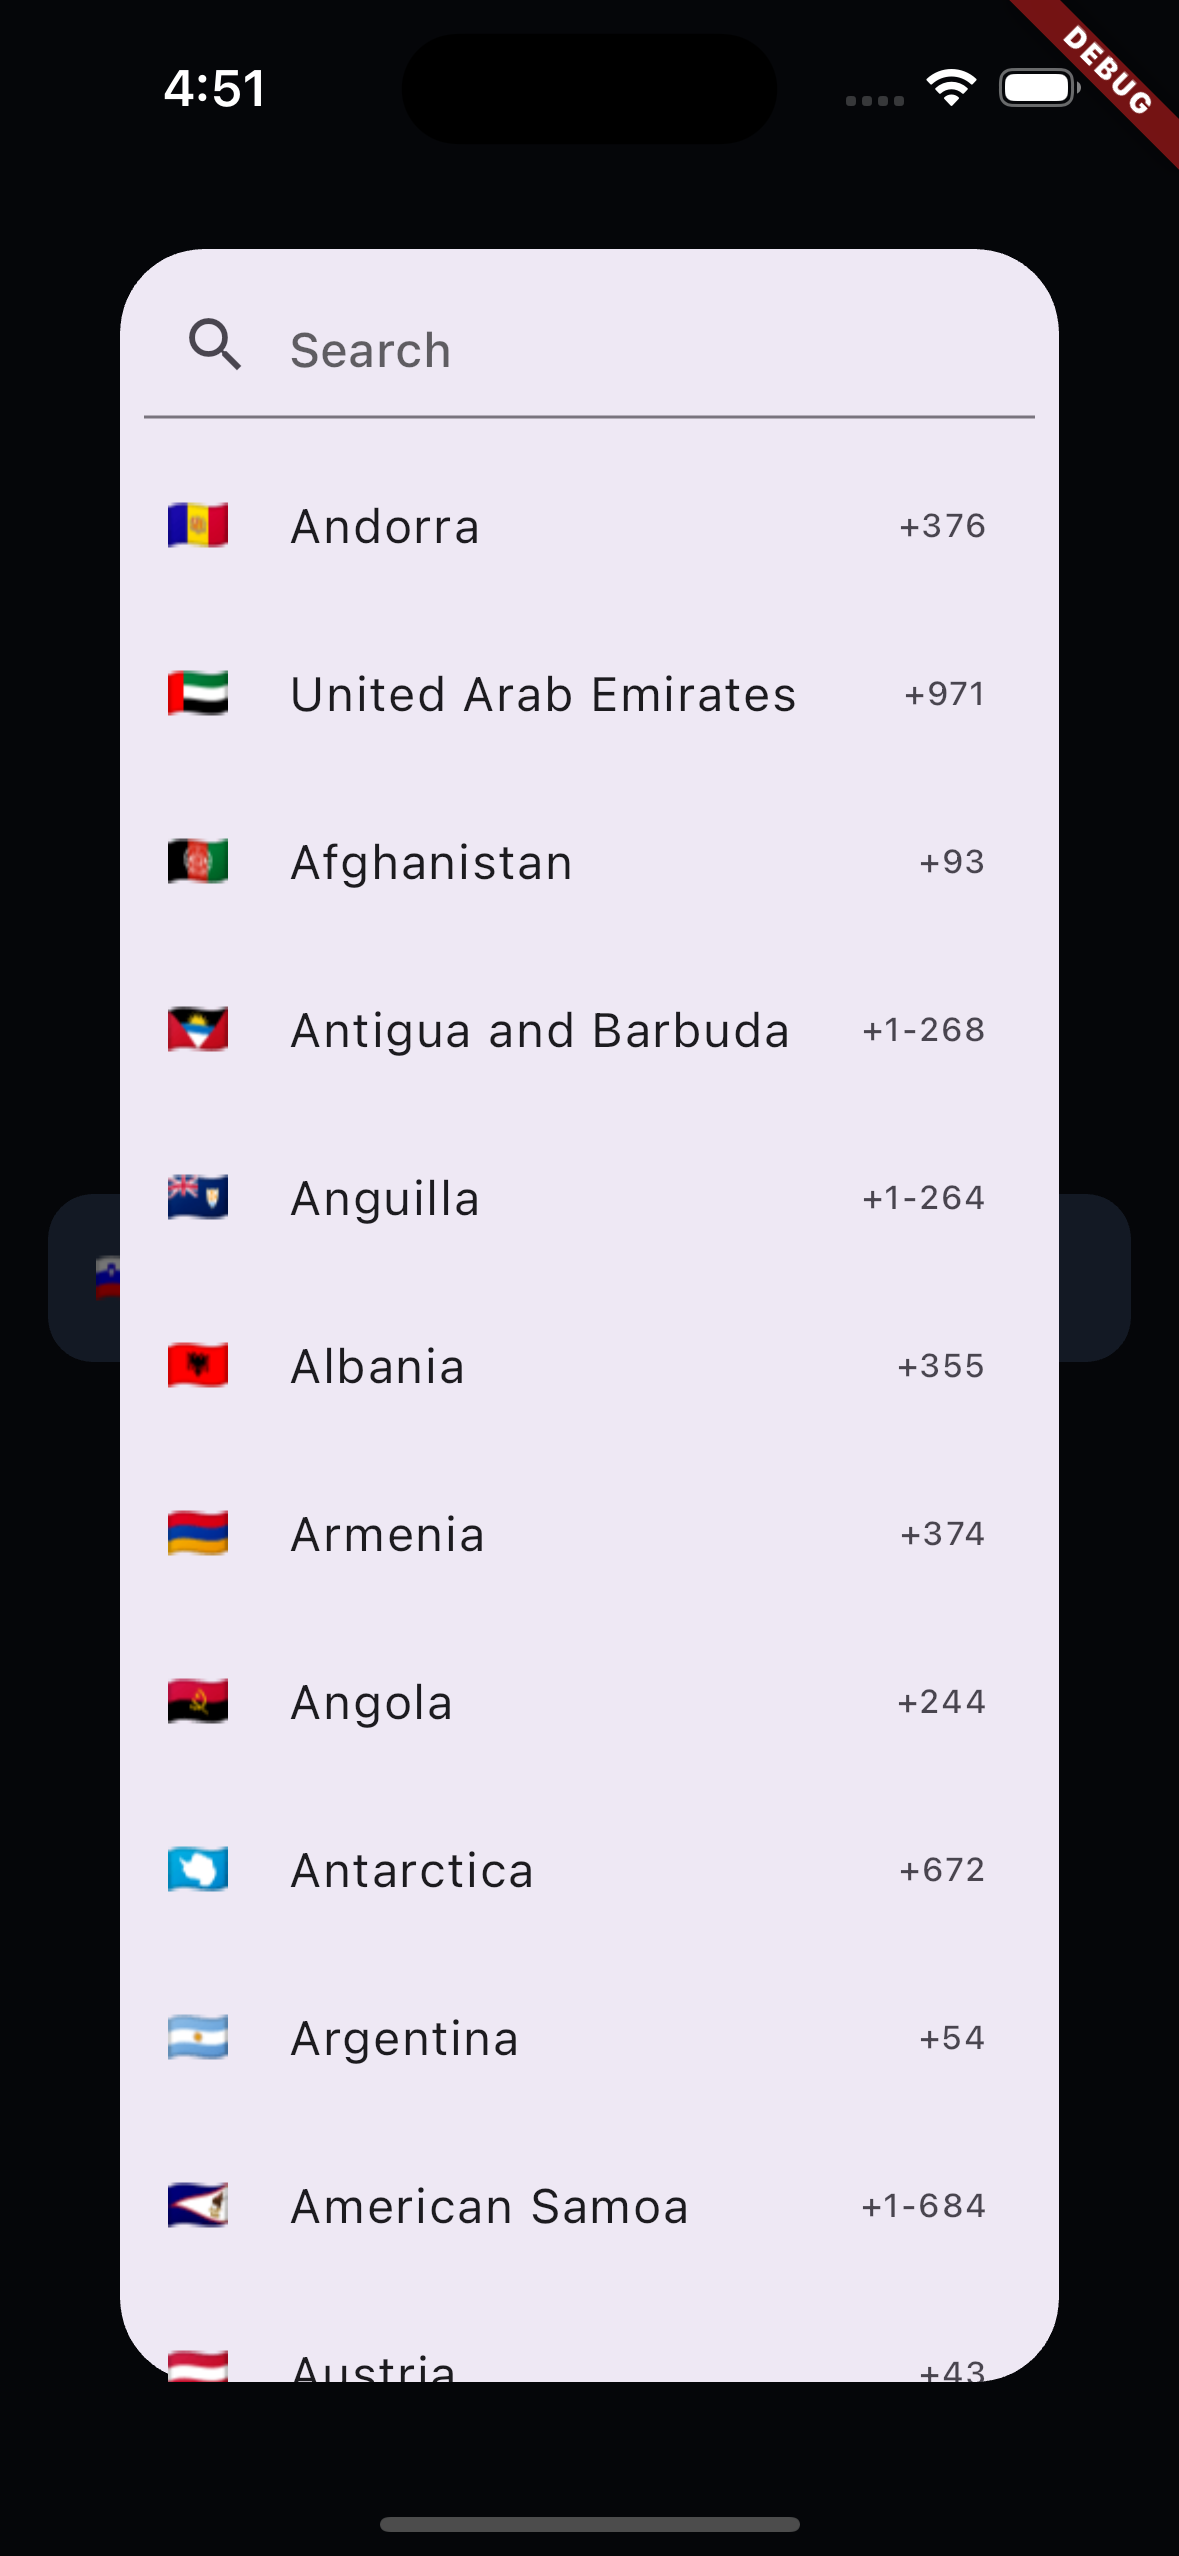 4:51
DEBUG
Search
Andorra +376
United Arab Emirates +971
Afghanistan +93
Antigua and Barbuda +1-268
Anguilla +1-264
Albania +355
Armenia +374
Angola +244
Antarctica +672
Argentina +54
American Samoa +1-684
Austria +43